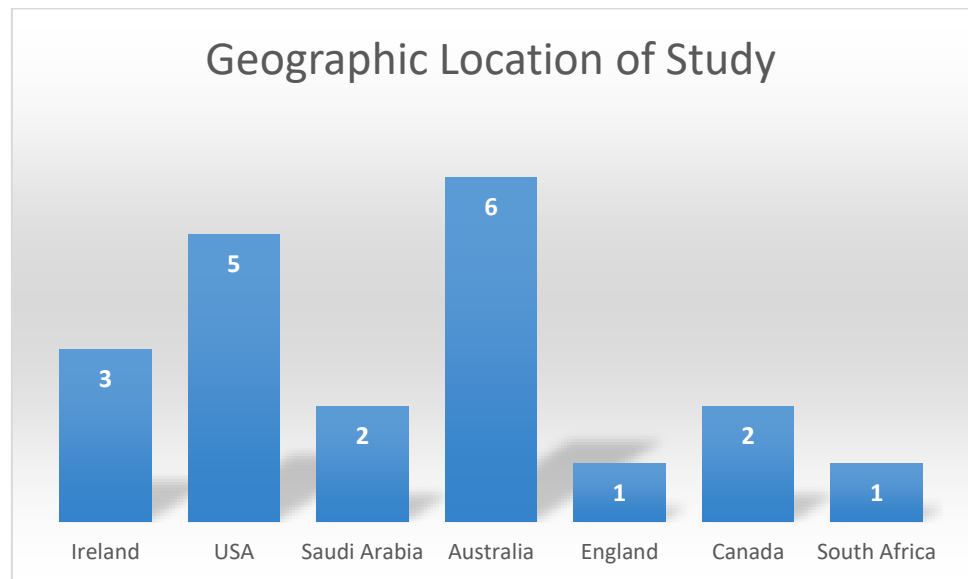 Geographic Location of Study
3
5
2
6
1
2
1
Ireland
USA
Saudi Arabia
Australia
England
Canada
South Africa